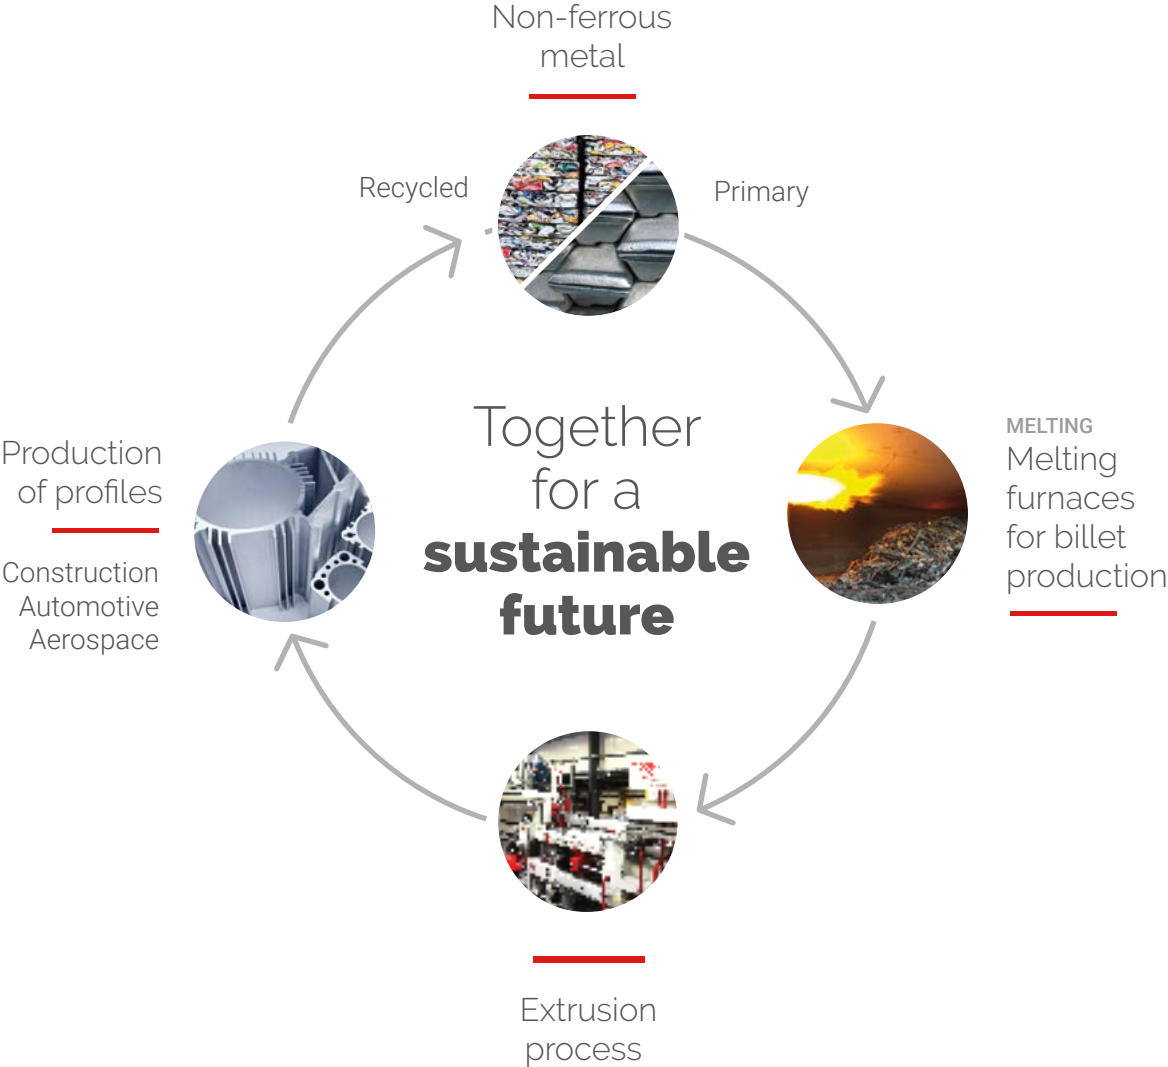 Non-ferrous
metal
Recycled
Primary
Together
for a
sustainable
future
MELTING
Melting
furnaces
for billet
production
Production
of profiles
Construction
Automotive
Aerospace
Extrusion
process